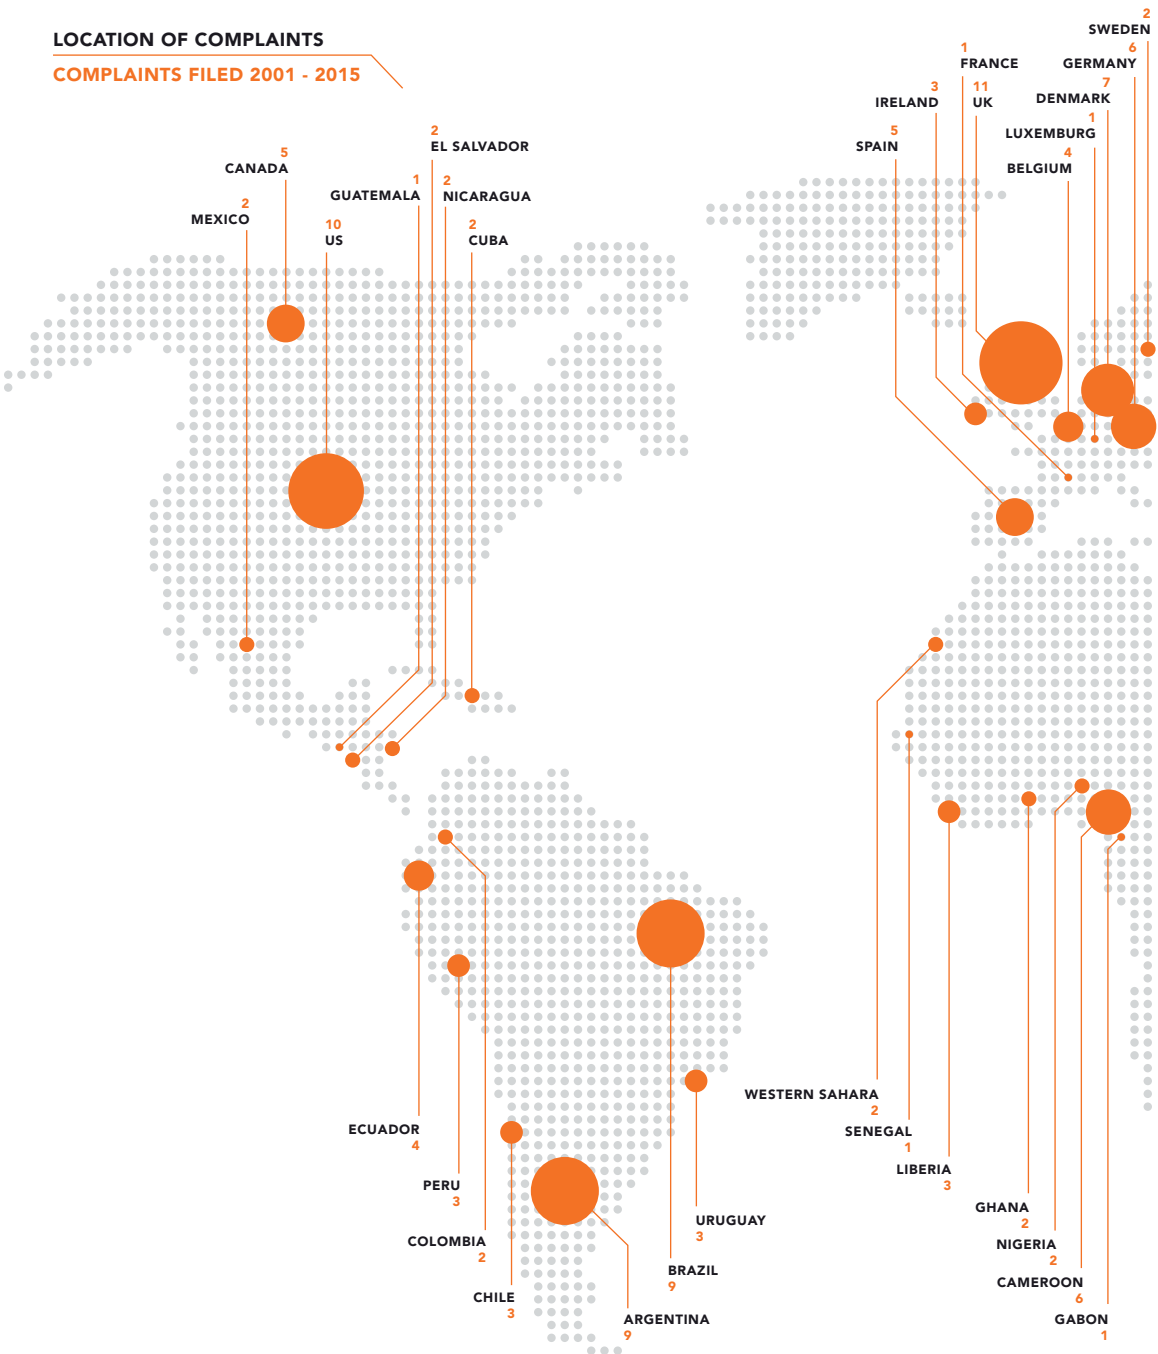 LOCATION OF COMPLAINTS
COMPLAINTS FILED 2001 - 2015
2
SWEDEN
6
GERMANY
1
FRANCE
7
DENMARK
3
IRELAND
11
UK
1
LUXEMBURG
5
SPAIN
4
BELGIUM
2
EL SALVADOR
5
CANADA
1
GUATEMALA
2
NICARAGUA
2
MEXICO
10
US
2
CUBA
WESTERN SAHARA
2
ECUADOR
4
SENEGAL
1
LIBERIA
3
PERU
3
GHANA
2
URUGUAY
3
COLOMBIA
2
NIGERIA
2
BRAZIL
9
CAMEROON
6
CHILE
3
ARGENTINA
9
GABON
1